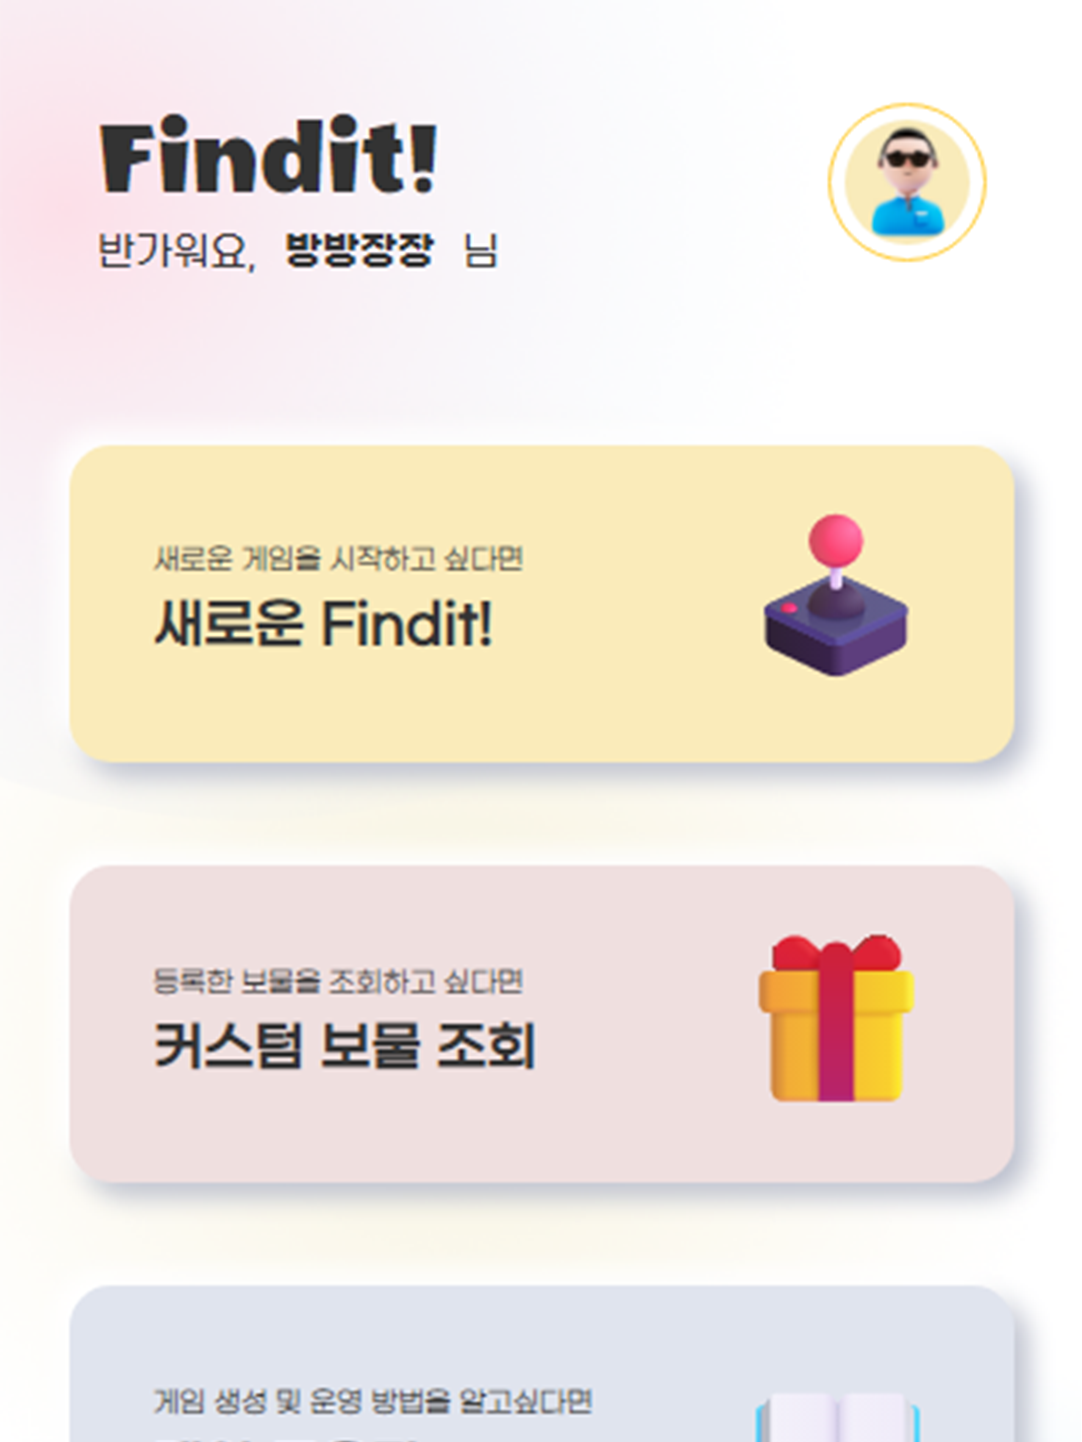 Findit!
반가워요, 방방장장 님
새로운 게임을 시작하고 싶다면
새로운 Findit!
등록한 보물을 조회하고 싶다면
커스텀 보물 조회
게임 생성 및 운영 방법을 알고싶다면